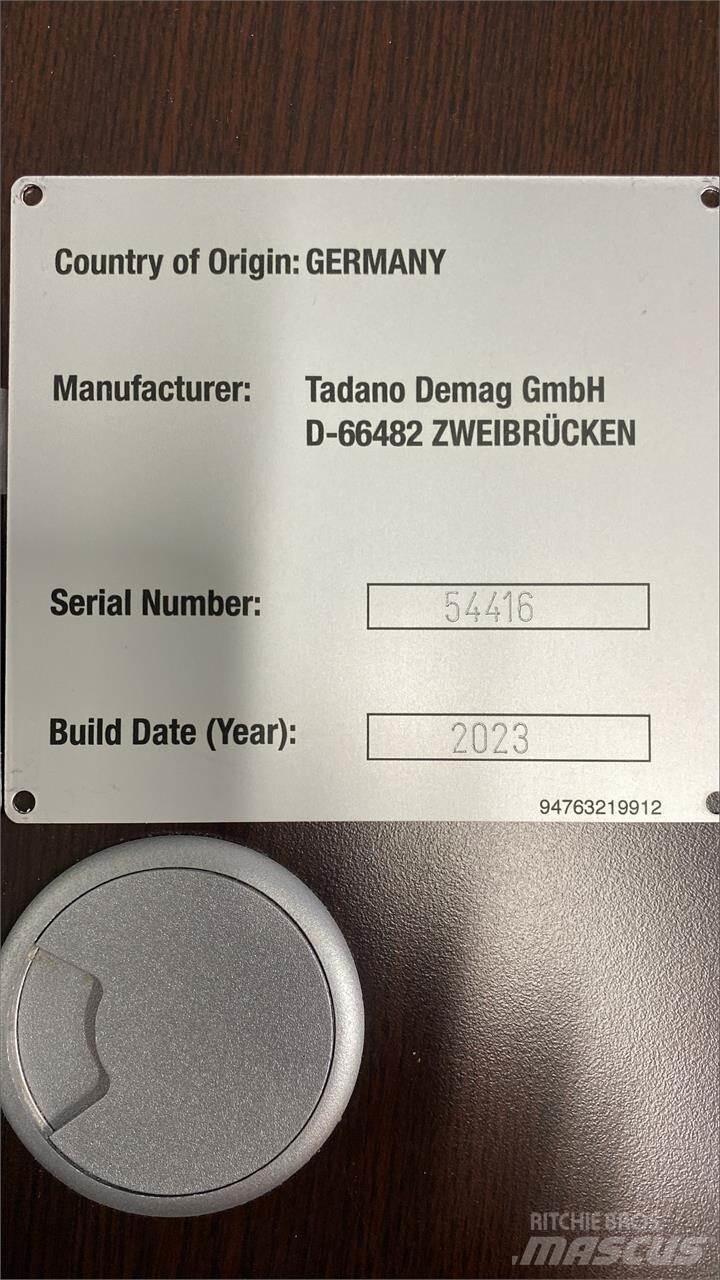 Country of Origin: GERMANY
Manufacturer: Tadano Demag GmbH
D-66482 ZWEIBRÜCKEN
Serial Number: 54416
Build Date (Year): 2023
94763219912
RITCHIE BROS.
MASCUS